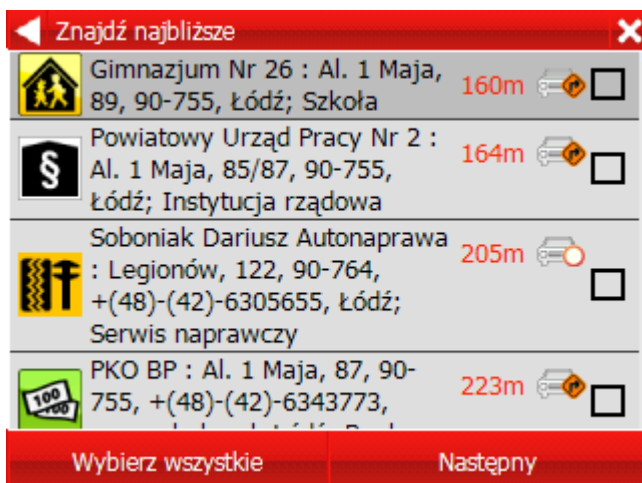 Znajdź najbliższe
Gimnazjum Nr 26 : Al. 1 Maja,
89, 90-755, Łódź; Szkoła
160m
§
Powiatowy Urząd Pracy Nr 2 :
Al. 1 Maja, 85/87, 90-755,
Łódź; Instytucja rządowa
164m
Soboniak Dariusz Autonaprawa
: Legionów, 122, 90-764,
+(48)-(42)-6305655, Łódź;
Serwis naprawczy
205m
100
PKO BP : Al. 1 Maja, 87, 90-
755, +(48)-(42)-6343773,
223m
Wybierz wszystkie
Następny